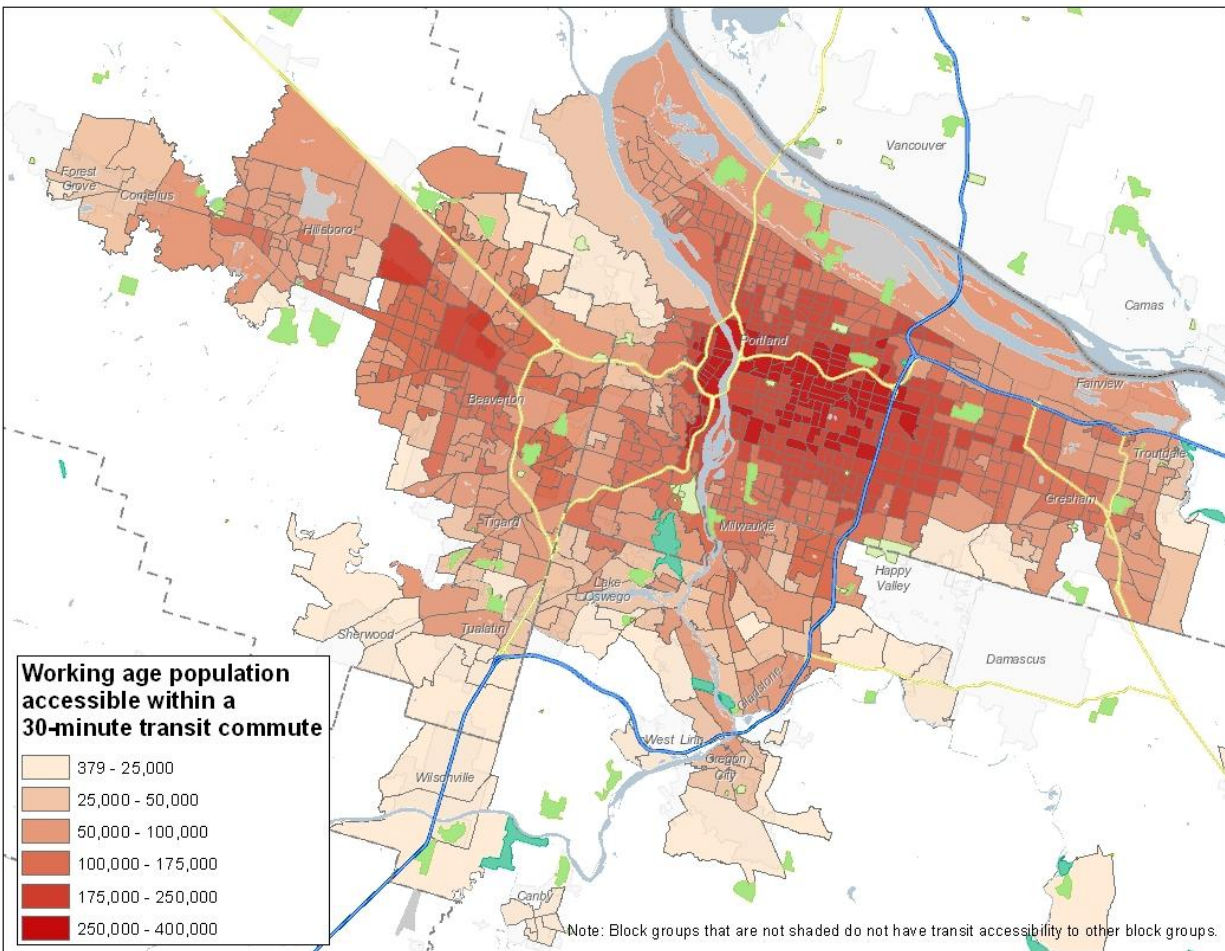 Vancouver
Forest
Grove
Cornelius
Hillsboro
Camas
Portland
Fairview
Beaverton
Troutdale
Gresham
Tigard
Milwaukie
Happy
Valley
Lake
Oswego
Sherwood
Tualatin
Damascus
Gladstone
West Linn
Oregon
City
Wilsonville
Canby
Working age population
accessible within a
30-minute transit commute
379 - 25,000
25,000 - 50,000
50,000 - 100,000
100,000 - 175,000
175,000 - 250,000
250,000 - 400,000
Note: Block groups that are not shaded do not have transit accessibility to other block groups.